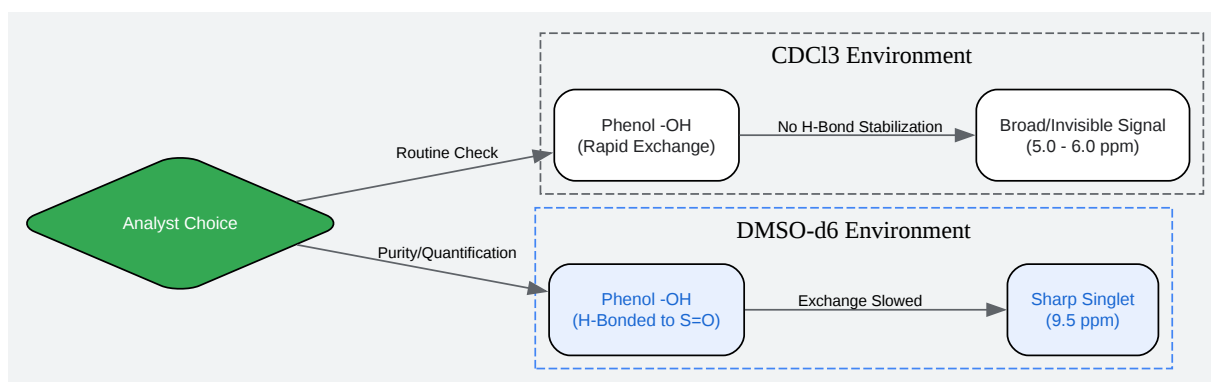 CDCl3 Environment
Phenol -OH
(Rapid Exchange)
No H-Bond Stabilization
Broad/Invisible Signal
(5.0 - 6.0 ppm)
Routine Check
Analyst Choice
Purity/Quantification
DMSO-d6 Environment
Phenol -OH
(H-Bonded to S=O)
Exchange Slowed
Sharp Singlet
(9.5 ppm)